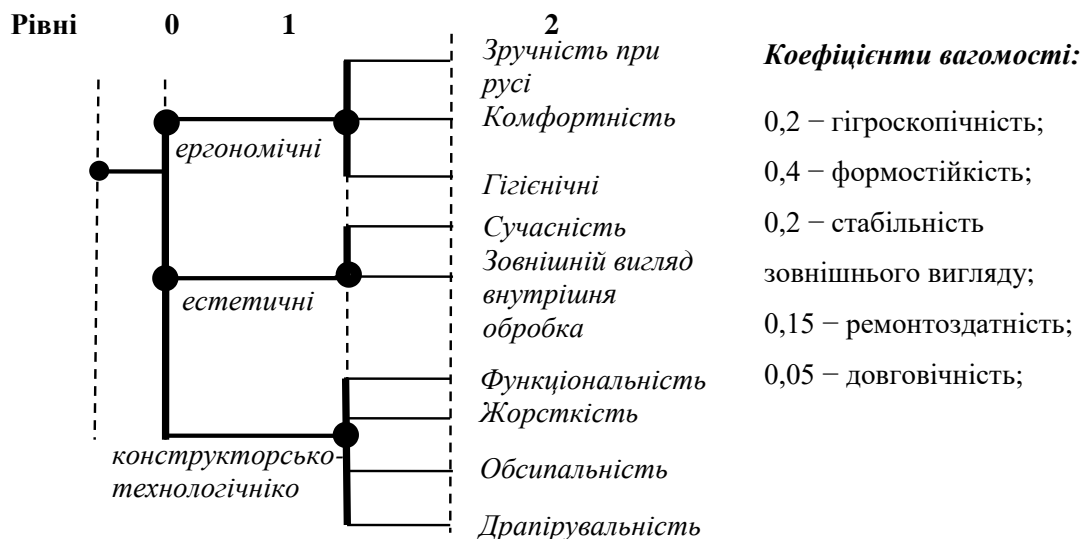 Рівні 0 1 2
Зручність при
русі
Комфортність
ергономічні
Гігієнічні
Сучасність
Зовнішній вигляд
внутрішня
обробка
естетичні
Функціональність
Жорсткість
конструкторсько-
технологічніко
Обсипальність
Драпірувальність
Коефіцієнти вагомості:
0,2 − гігроскопічність;
0,4 − формостійкість;
0,2 − стабільність
зовнішнього вигляду;
0,15 − ремонтоздатність;
0,05 − довговічність;